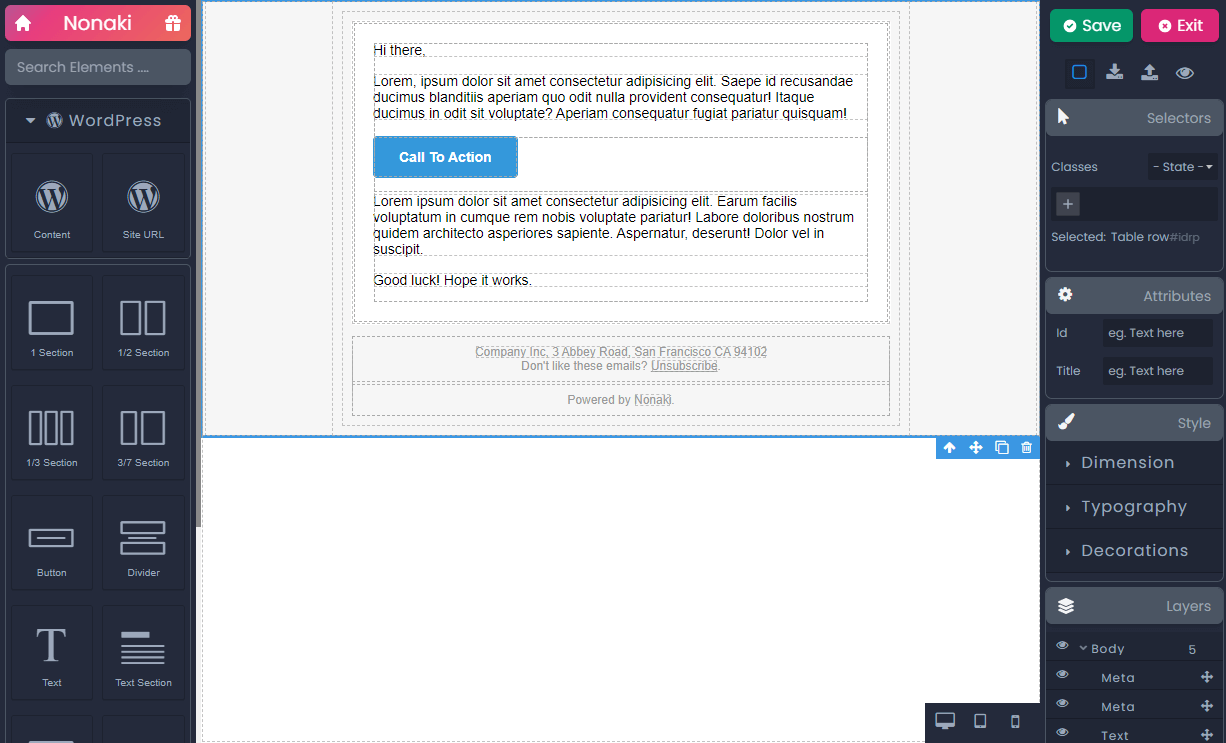 Nonaki
Search Elements ....
WordPress
Content
Site URL
1 Section
1/2 Section
1/3 Section
3/7 Section
Button
Divider
Text
Text Section
Hi there,
Lorem, ipsum dolor sit amet consectetur adipisicing elit. Saepe id recusandae
ducimus blanditiis aperiam quo odit nulla provident consequatur! Itaque
ducimus in odit sit voluptate? Aperiam consequatur fugiat pariatur quisquam!
Call To Action
Lorem ipsum dolor sit amet consectetur adipisicing elit. Earum facilis
voluptatum in cumque rem nobis voluptate pariatur! Labore doloribus nostrum
quidem architecto asperiores sapiente. Aspernatur, deserunt! Dolor vel in
suscipit.
Good luck! Hope it works.
Company Inc, 3 Abbey Road, San Francisco CA 94102
Don't like these emails? Unsubscribe.
Powered by Nonaki.
Save
Exit
Selectors
Classes
- State -
Selected: Table row#idrp
Attributes
Id
eg. Text here
Title
eg. Text here
Style
Dimension
Typography
Decorations
Layers
Body 5
Meta
Meta
Text